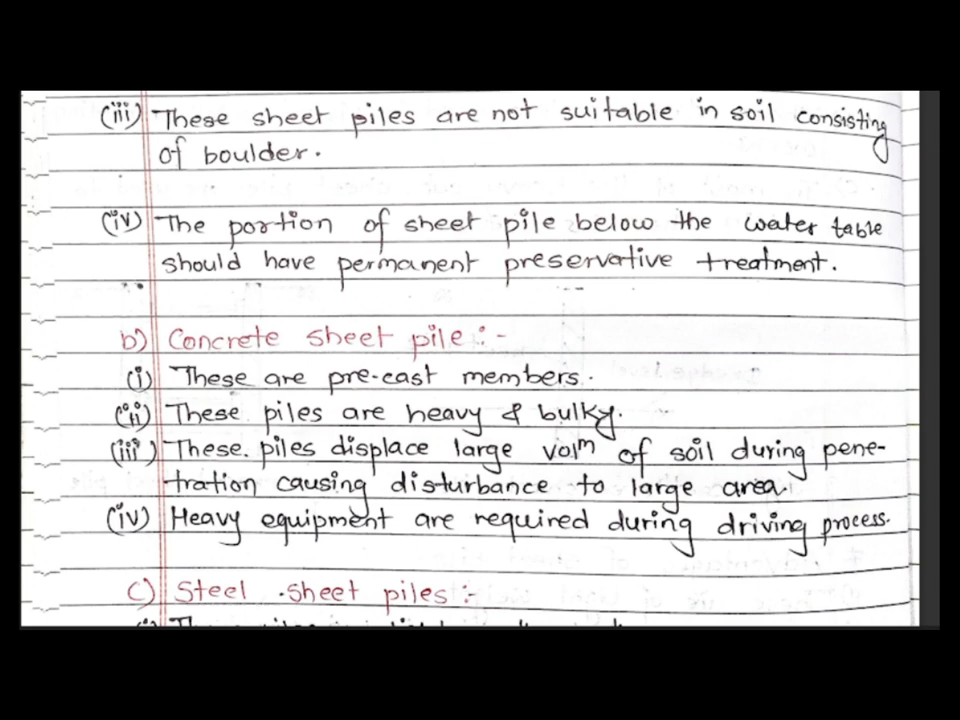 (iii) These sheet piles are not suitable in soil consisting
of boulder.
(iv) The portion of sheet pile below the water table
should have permanent preservative treatment.
b) Concrete sheet pile :-
(i) These are pre-cast members.
(ii) These piles are heavy & bulky.
(iii) These piles displace large volm of soil during pene-
tration causing disturbance to large area.
(iv) Heavy equipment are required during driving process.
c) Steel sheet piles :-